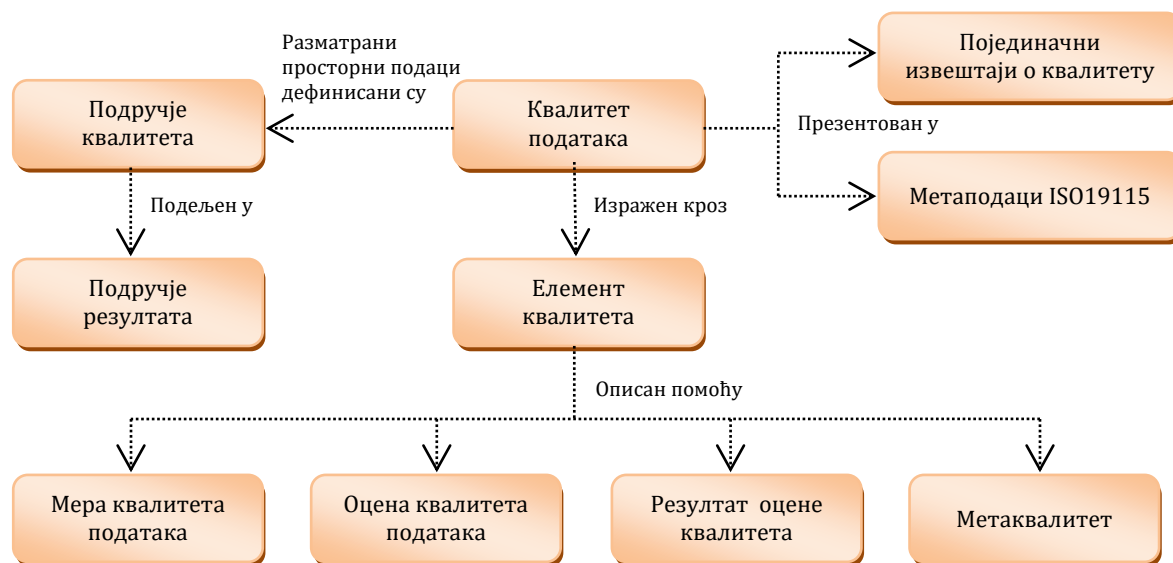 Разматрани
просторни подаци
дефинисани су
Појединачни
извештаји о квалитету
Подручје
квалитета
Квалитет
података
Презентован у
Метаподаци ISO19115
Подељен у
Изражен кроз
Подручје
резултата
Елемент
квалитета
Описан помоћу
Мера квалитета
података
Оцена квалитета
података
Резултат оцене
квалитета
Метаквалитет